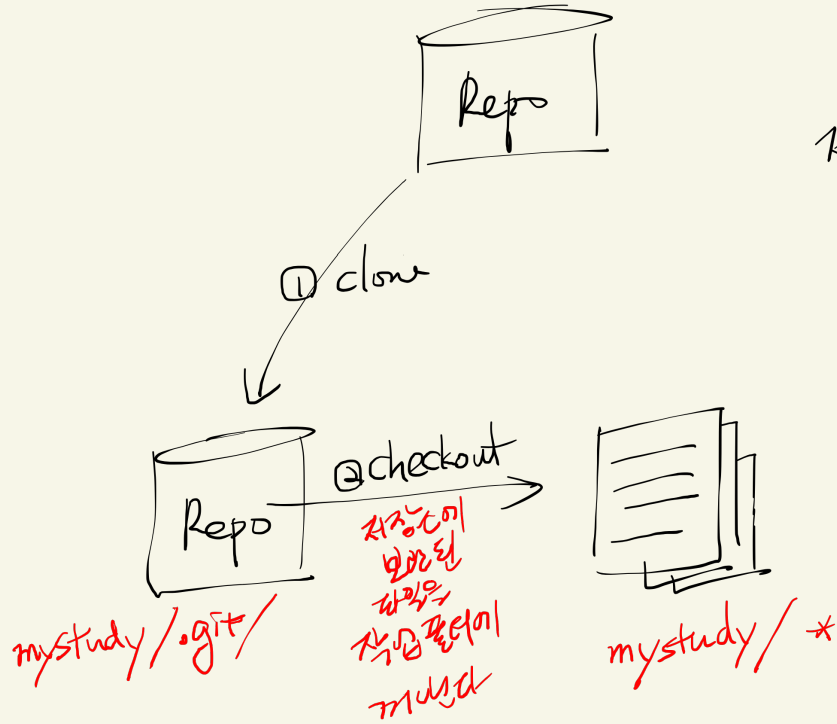 Repo
① clone
Repo
② checkout
저장소에
보관된
파일을
작업폴더에
꺼낸다
mystudy/.git/
mystudy/*